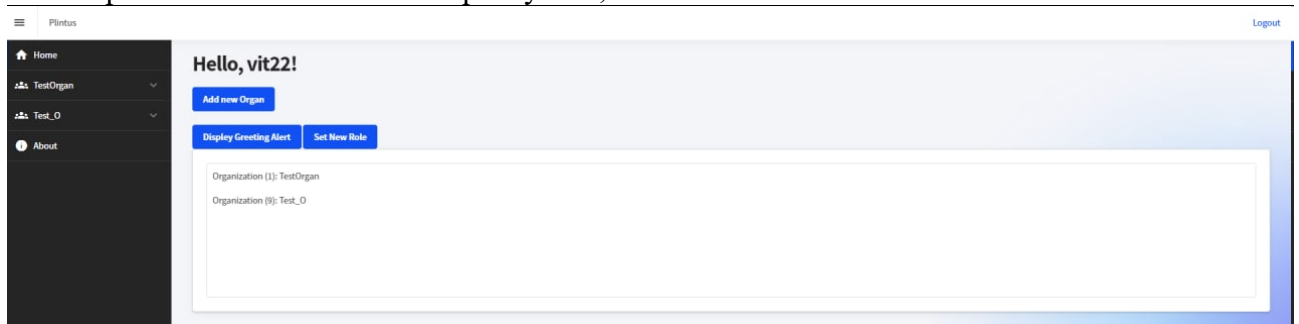 Plintus
Logout
Home
TestOrgan
Test_O
About
Hello, vit22!
Add new Organ
Displey Greeting Alert
Set New Role
Organization (1): TestOrgan
Organization (9): Test_O